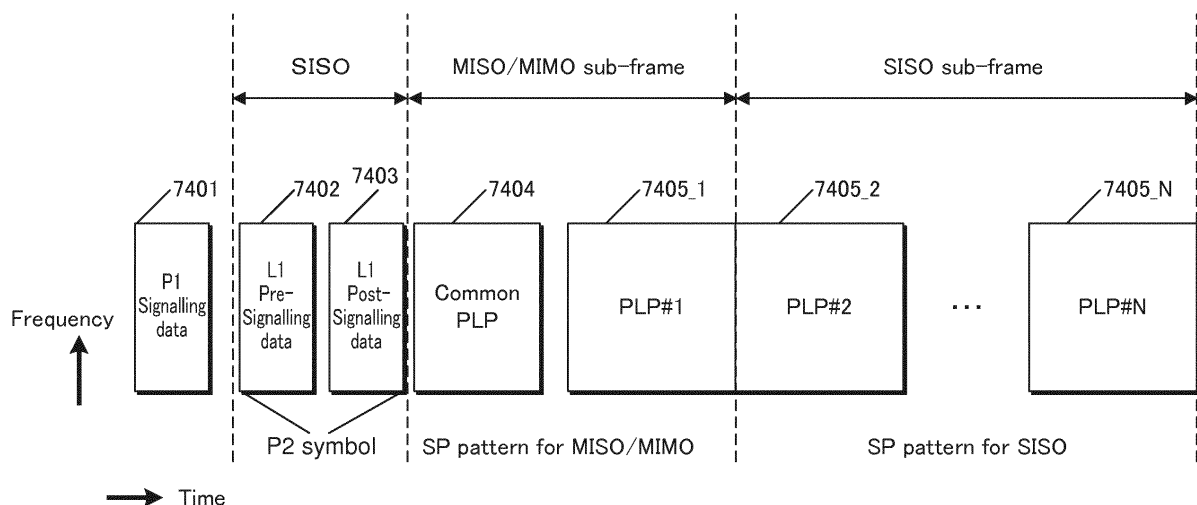 SISO
MISO/MIMO sub-frame
SISO sub-frame
7401
7402
7403
7404
7405_1
7405_2
7405_N
P1
Signalling
data
L1
Pre-
Signalling
data
L1
Post-
Signalling
data
Common
PLP
PLP#1
PLP#2
...
PLP#N
Frequency
P2 symbol
SP pattern for MISO/MIMO
SP pattern for SISO
Time